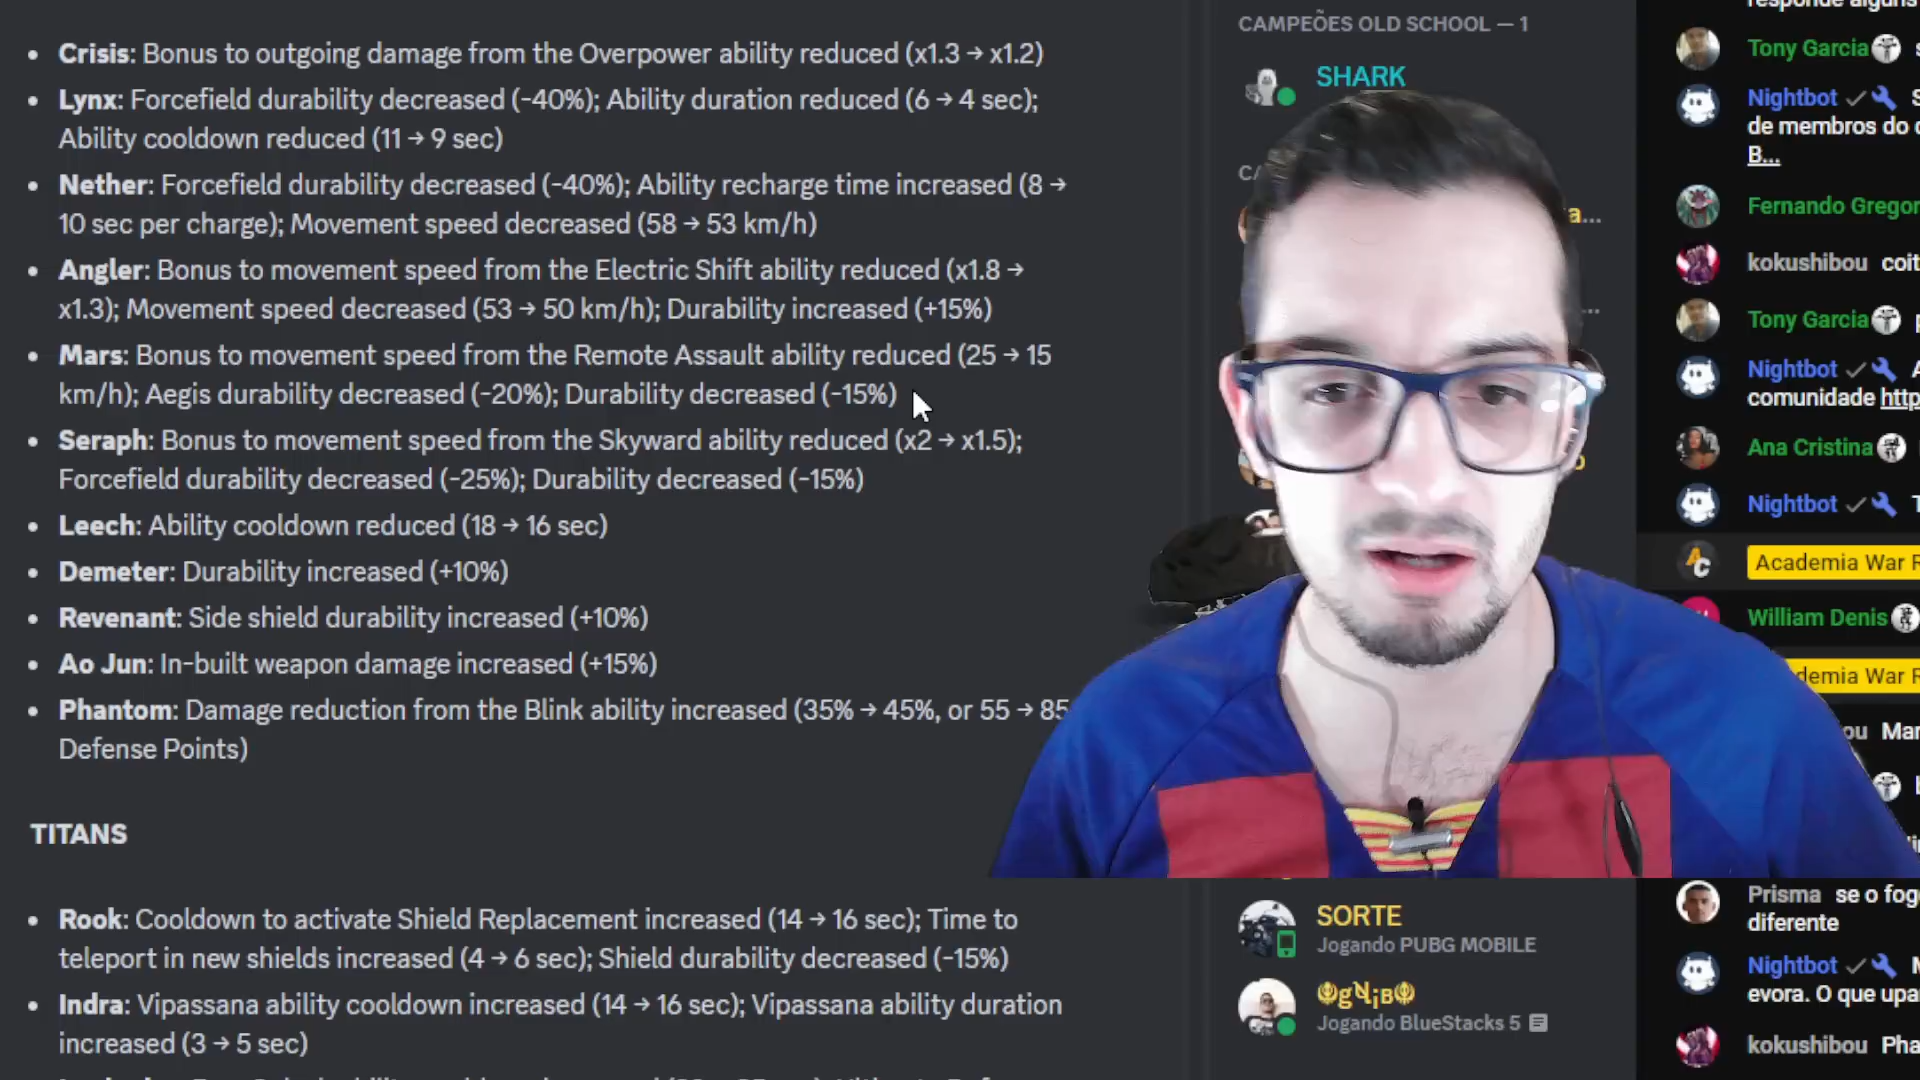 • Crisis: Bonus to outgoing damage from the Overpower ability reduced (x1.3 → x1.2)
• Lynx: Forcefield durability decreased (-40%); Ability duration reduced (6 → 4 sec);
Ability cooldown reduced (11 → 9 sec)
• Nether: Forcefield durability decreased (-40%); Ability recharge time increased (8 →
10 sec per charge); Movement speed decreased (58 → 53 km/h)
• Angler: Bonus to movement speed from the Electric Shift ability reduced (x1.8 →
x1.3); Movement speed decreased (53 → 50 km/h); Durability increased (+15%)
• Mars: Bonus to movement speed from the Remote Assault ability reduced (25 → 15
km/h); Aegis durability decreased (-20%); Durability decreased (-15%)
• Seraph: Bonus to movement speed from the Skyward ability reduced (x2 → x1.5);
Forcefield durability decreased (-25%); Durability decreased (-15%)
• Leech: Ability cooldown reduced (18 → 16 sec)
• Demeter: Durability increased (+10%)
• Revenant: Side shield durability increased (+10%)
• Ao Jun: In-built weapon damage increased (+15%)
• Phantom: Damage reduction from the Blink ability increased (35% → 45%, or 55 → 85
Defense Points)
TITANS
• Rook: Cooldown to activate Shield Replacement increased (14 → 16 sec); Time to
teleport in new shields increased (4 → 6 sec); Shield durability decreased (-15%)
• Indra: Vipassana ability cooldown increased (14 → 16 sec); Vipassana ability duration
increased (3 → 5 sec)
CAMPEÕES OLD SCHOOL — 1
SHARK
SORTE
Jogando PUBG MOBILE
Jogando BlueStacks 5
responde alguns
Tony Garcia
Nightbot
de membros do
B...
Fernando Gregor
kokushibou coit
Tony Garcia
Nightbot A
comunidade http
Ana Cristina
Nightbot T
Academia War R
William Denis
demia War R
ou Mar
Prisma se o fog
diferente
Nightbot
evora. O que upa
kokushibou Pha